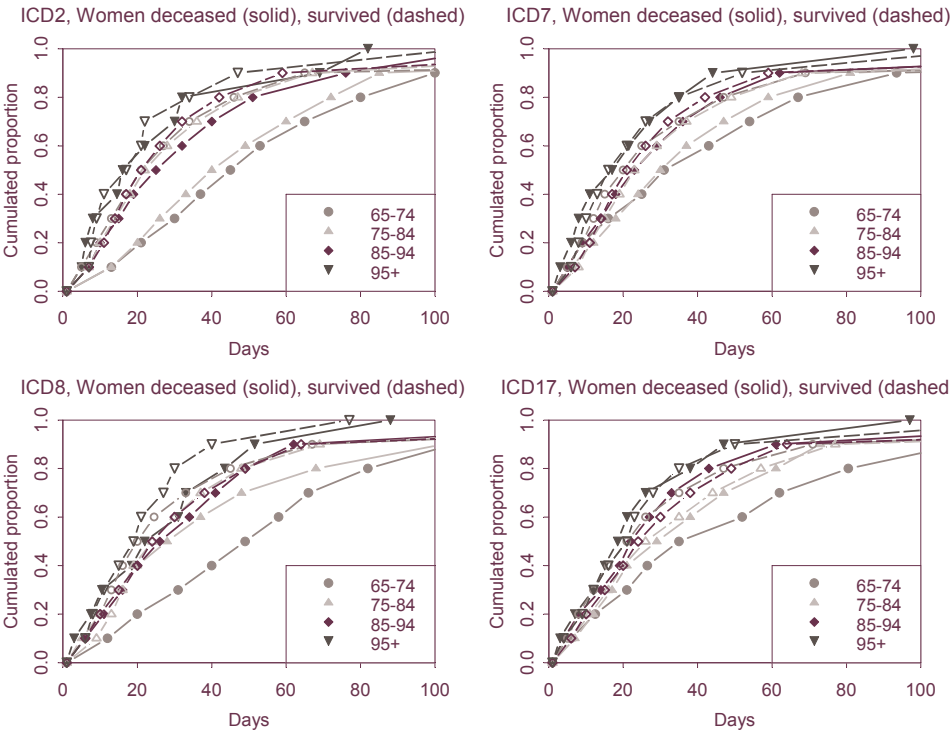 ICD2, Women deceased (solid), survived (dashed)
Cumulated proportion
0.0 0.2 0.4 0.6 0.8 1.0
65-74
75-84
85-94
95+
0 20 40 60 80 100
Days
ICD7, Women deceased (solid), survived (dashed)
Cumulated proportion
0.0 0.2 0.4 0.6 0.8 1.0
65-74
75-84
85-94
95+
0 20 40 60 80 100
Days
ICD8, Women deceased (solid), survived (dashed)
Cumulated proportion
0.0 0.2 0.4 0.6 0.8 1.0
65-74
75-84
85-94
95+
0 20 40 60 80 100
Days
ICD17, Women deceased (solid), survived (dashed
Cumulated proportion
0.0 0.2 0.4 0.6 0.8 1.0
65-74
75-84
85-94
95+
0 20 40 60 80 100
Days